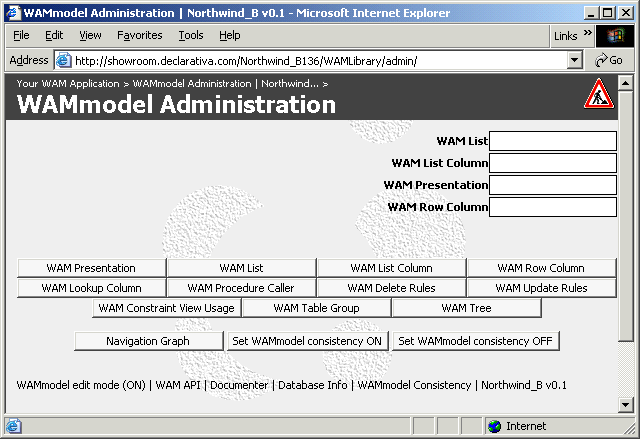 WAMmodel Administration | Northwind_B v0.1 - Microsoft Internet Explorer
File Edit View Favorites Tools Help Links »
Address http://showroom.declarativa.com/Northwind_B136/WAMLibrary/admin/ Go
Your WAM Application > WAMmodel Administration | Northwind... >
WAMmodel Administration
WAM List
WAM List Column
WAM Presentation
WAM Row Column
WAM Presentation WAM List WAM List Column WAM Row Column
WAM Lookup Column WAM Procedure Caller WAM Delete Rules WAM Update Rules
WAM Constraint View Usage WAM Table Group WAM Tree
Navigation Graph Set WAMmodel consistency ON Set WAMmodel consistency OFF
WAMmodel edit mode (ON) | WAM API | Documenter | Database Info | WAMmodel Consistency | Northwind_B v0.1
Internet